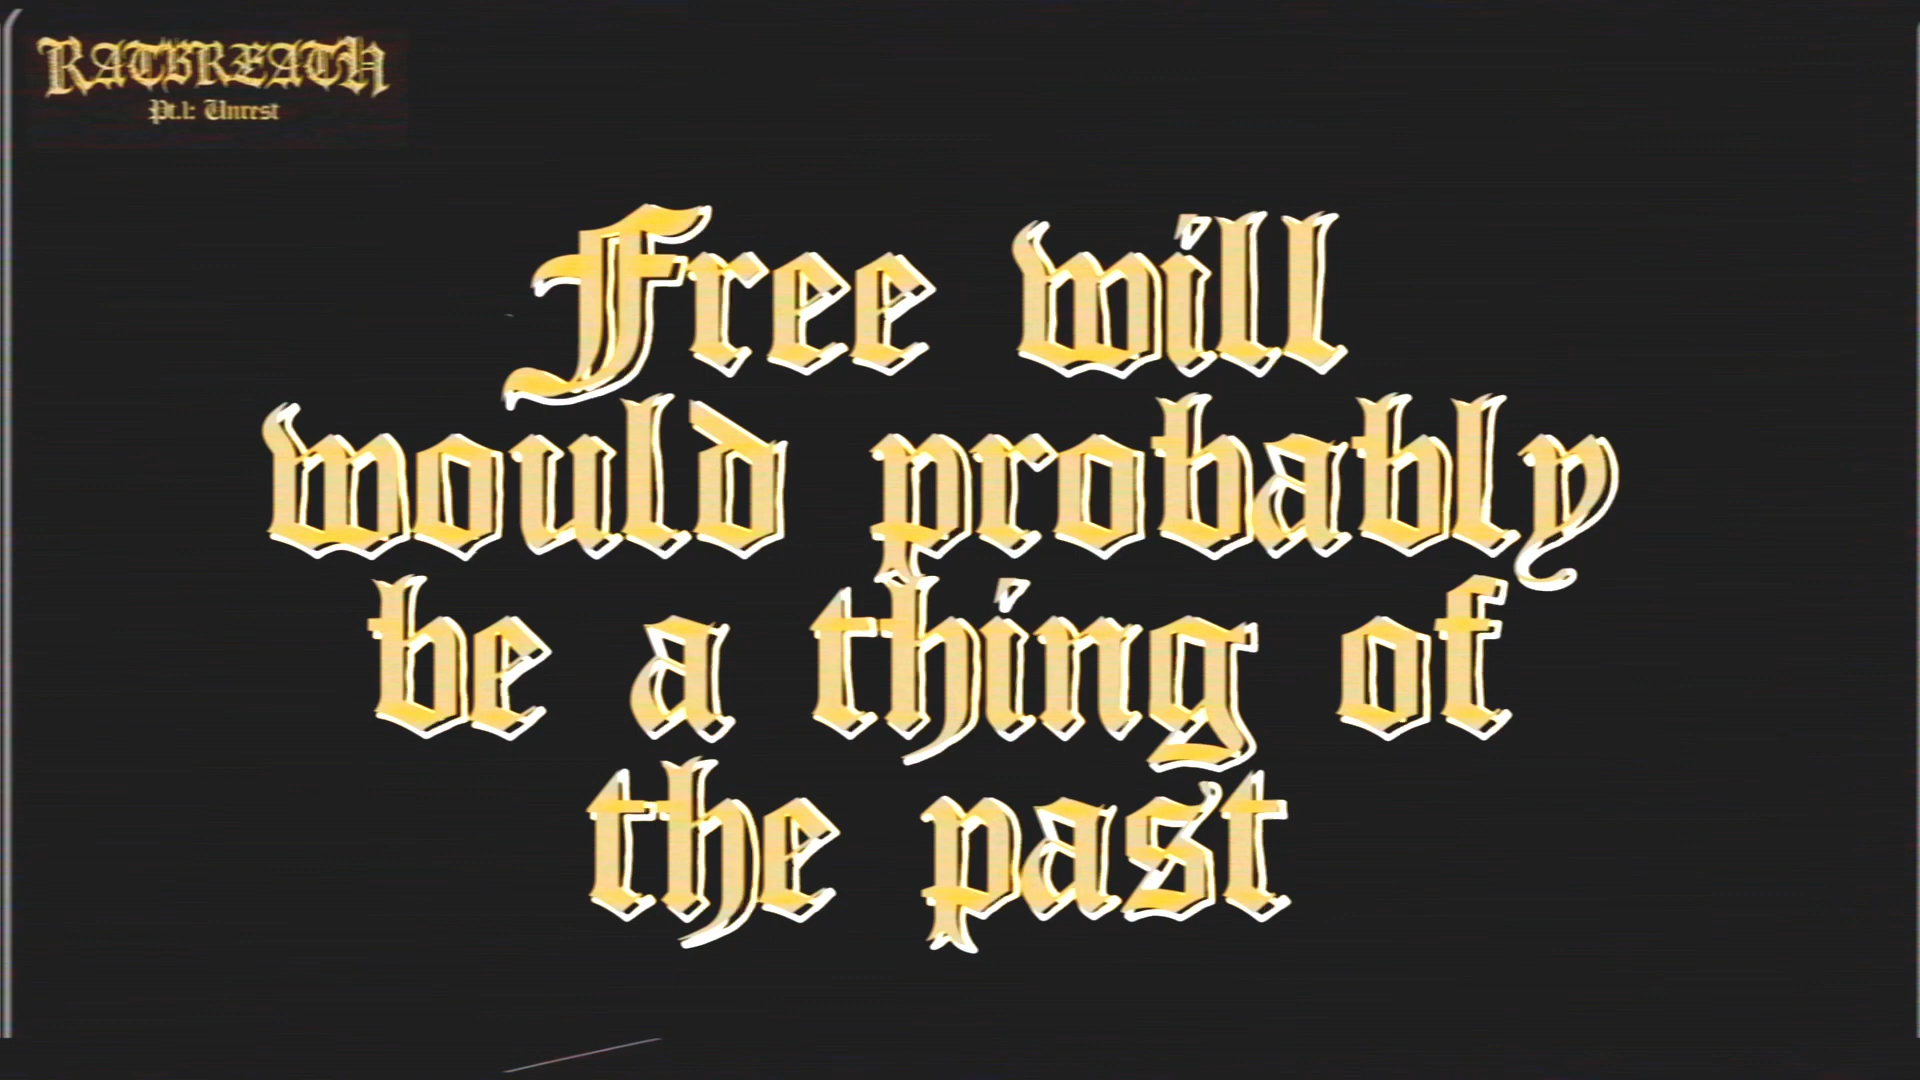 RATBREATH
Pt.1: Unrest
Free will
would probably
be a thing of
the past